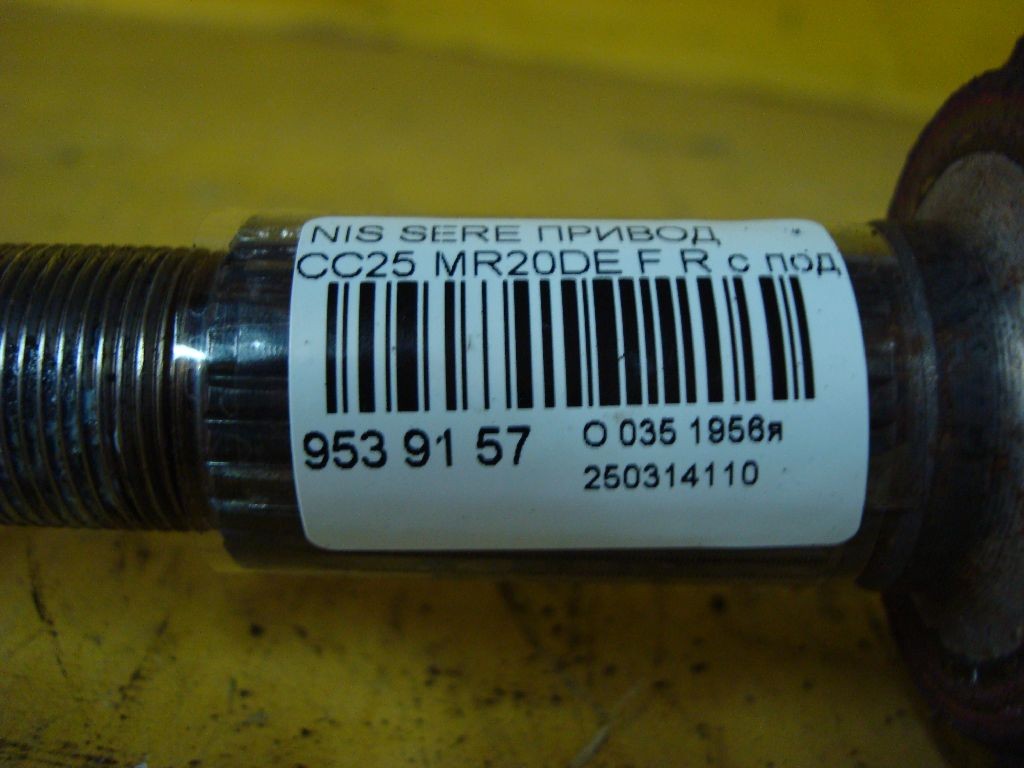 NIS SERE ПРИВОД
CC25 MR20DE F R с под
953 91 57
O 035 1956я
250314110